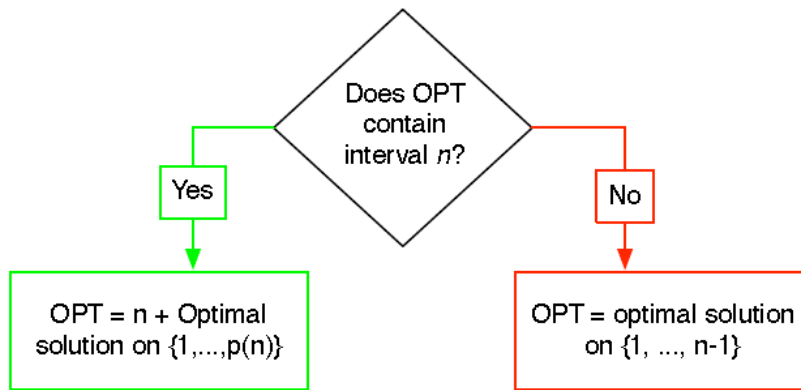 Does OPT
contain
interval n?
Yes
No
OPT = n + Optimal
solution on {1,...,p(n)}
OPT = optimal solution
on {1, ..., n-1}